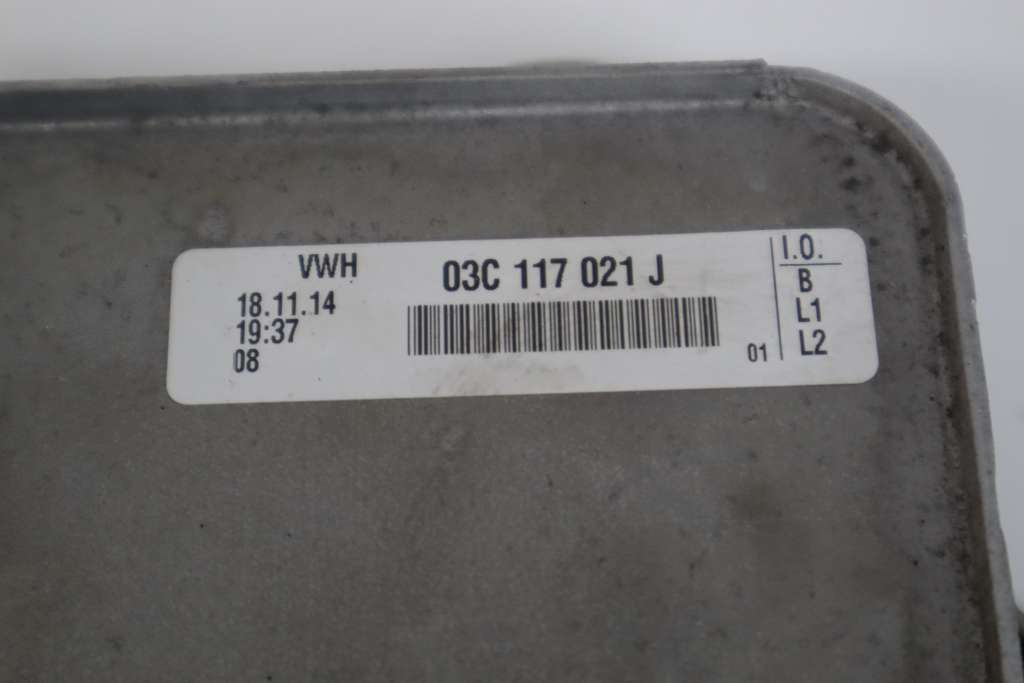 VWH
03C 117 021 J
18.11.14
19:37
08
01
I.O.
B
L1
L2